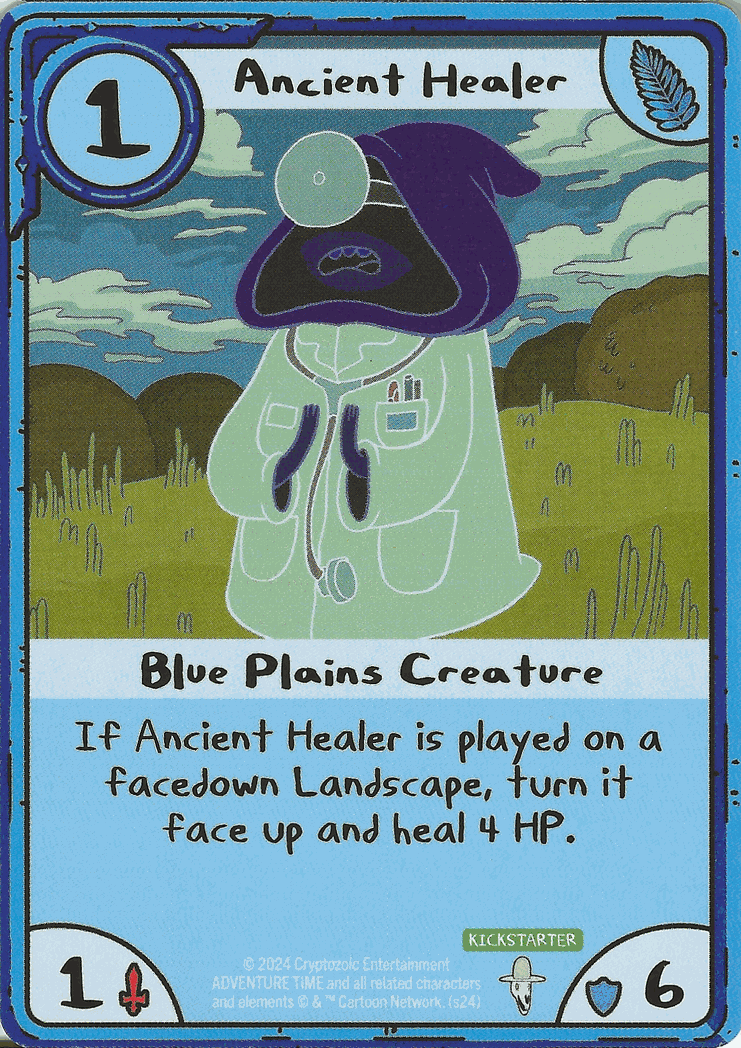 1
Ancient Healer
Blue Plains Creature
If Ancient Healer is played on a
facedown Landscape, turn it
face up and heal 4 HP.
KICKSTARTER
© 2024 Cryptozoic Entertainment
ADVENTURE TIME and all related characters
and elements © & ™ Cartoon Network. (s24)
1
6